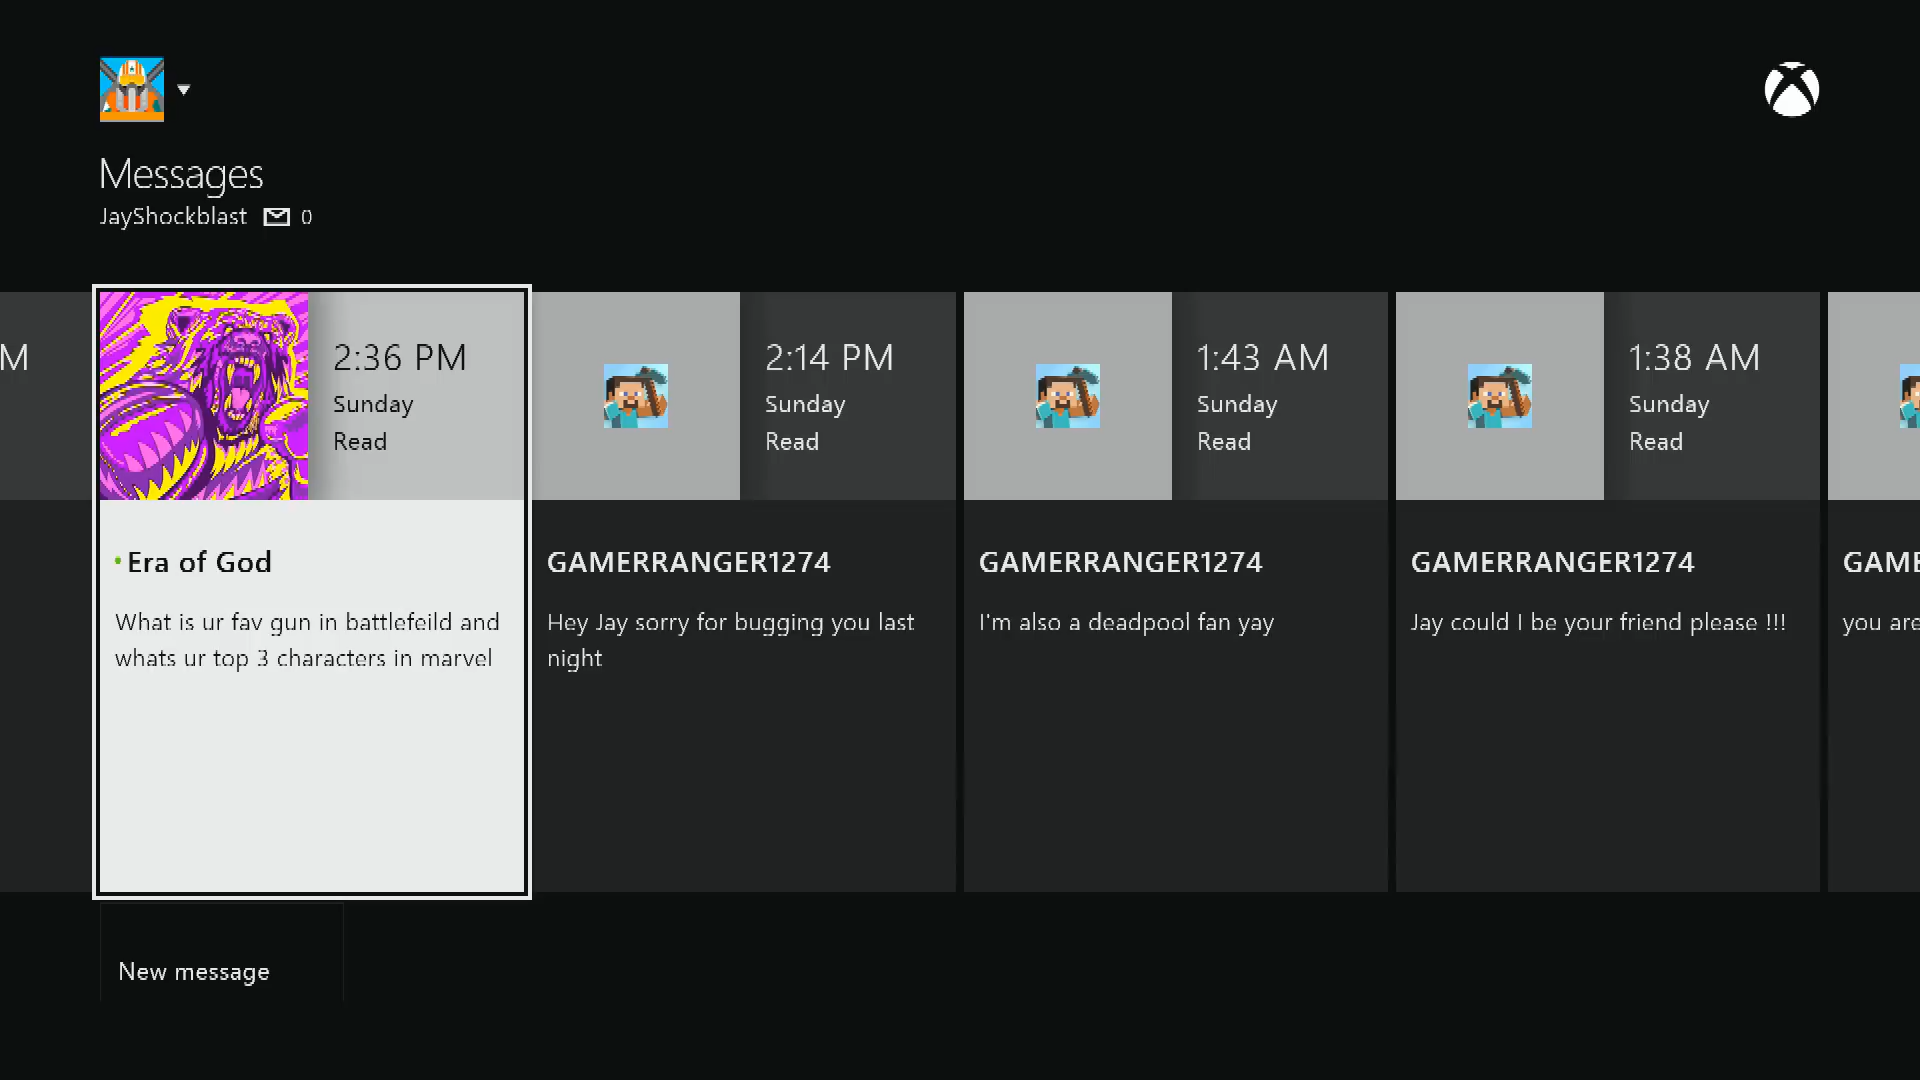 Messages
JayShockblast 0
M
2:36 PM
Sunday
Read
Era of God
What is ur fav gun in battlefeild and
whats ur top 3 characters in marvel
2:14 PM
Sunday
Read
GAMERRANGER1274
Hey Jay sorry for bugging you last
night
1:43 AM
Sunday
Read
GAMERRANGER1274
I'm also a deadpool fan yay
1:38 AM
Sunday
Read
GAMERRANGER1274
Jay could I be your friend please !!!
GAME
you are
New message